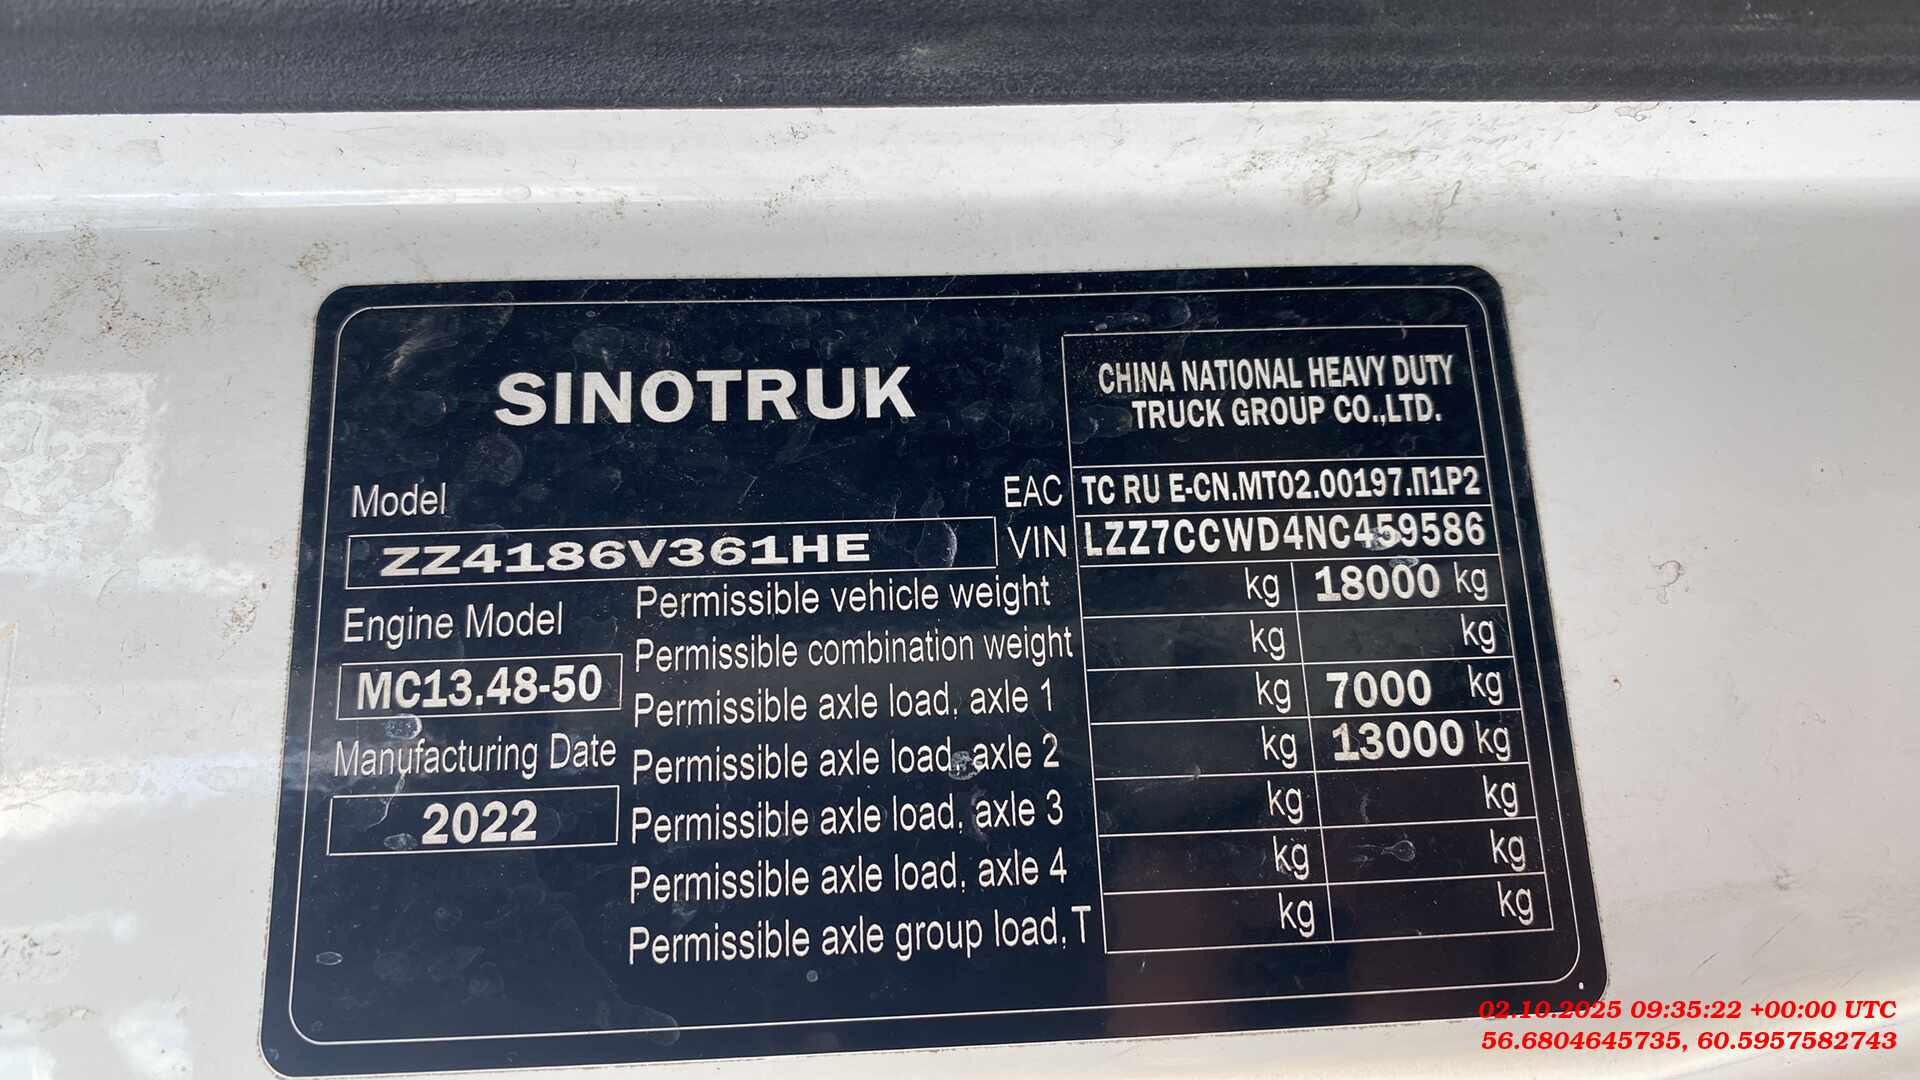 SINOTRUK
CHINA NATIONAL HEAVY DUTY
TRUCK GROUP CO.,LTD.
Model
EAC TC RU E-CN.MT02.00197.П1P2
ZZ4186V361HE
VIN LZZ7CCWD4NC459586
Engine Model
MC13.48-50
Manufacturing Date
2022
Permissible vehicle weight kg 18000 kg
Permissible combination weight kg kg
Permissible axle load, axle 1 kg 7000 kg
Permissible axle load, axle 2 kg 13000 kg
Permissible axle load, axle 3 kg kg
Permissible axle load, axle 4 kg kg
Permissible axle group load, T kg kg
02.10.2025 09:35:22 +00:00 UTC
56.6804645735, 60.5957582743